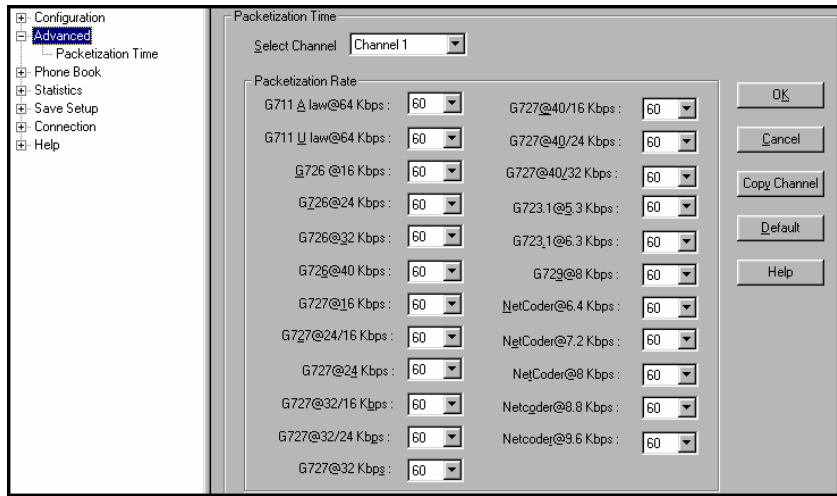 Configuration
Advanced
Packetization Time
Phone Book
Statistics
Save Setup
Connection
Help
Packetization Time
Select Channel Channel 1
Packetization Rate
G711 A law@64 Kbps : 60
G711 U law@64 Kbps : 60
G726 @16 Kbps : 60
G726@24 Kbps : 60
G726@32 Kbps : 60
G726@40 Kbps : 60
G727@16 Kbps : 60
G727@24/16 Kbps : 60
G727@24 Kbps : 60
G727@32/16 Kbps : 60
G727@32/24 Kbps : 60
G727@32 Kbps : 60
G727@40/16 Kbps : 60
G727@40/24 Kbps : 60
G727@40/32 Kbps : 60
G723.1@5.3 Kbps : 60
G723.1@6.3 Kbps : 60
G729@8 Kbps : 60
NetCoder@6.4 Kbps : 60
NetCoder@7.2 Kbps : 60
NetCoder@8 Kbps : 60
Netcoder@8.8 Kbps : 60
Netcoder@9.6 Kbps : 60
OK
Cancel
Copy Channel
Default
Help